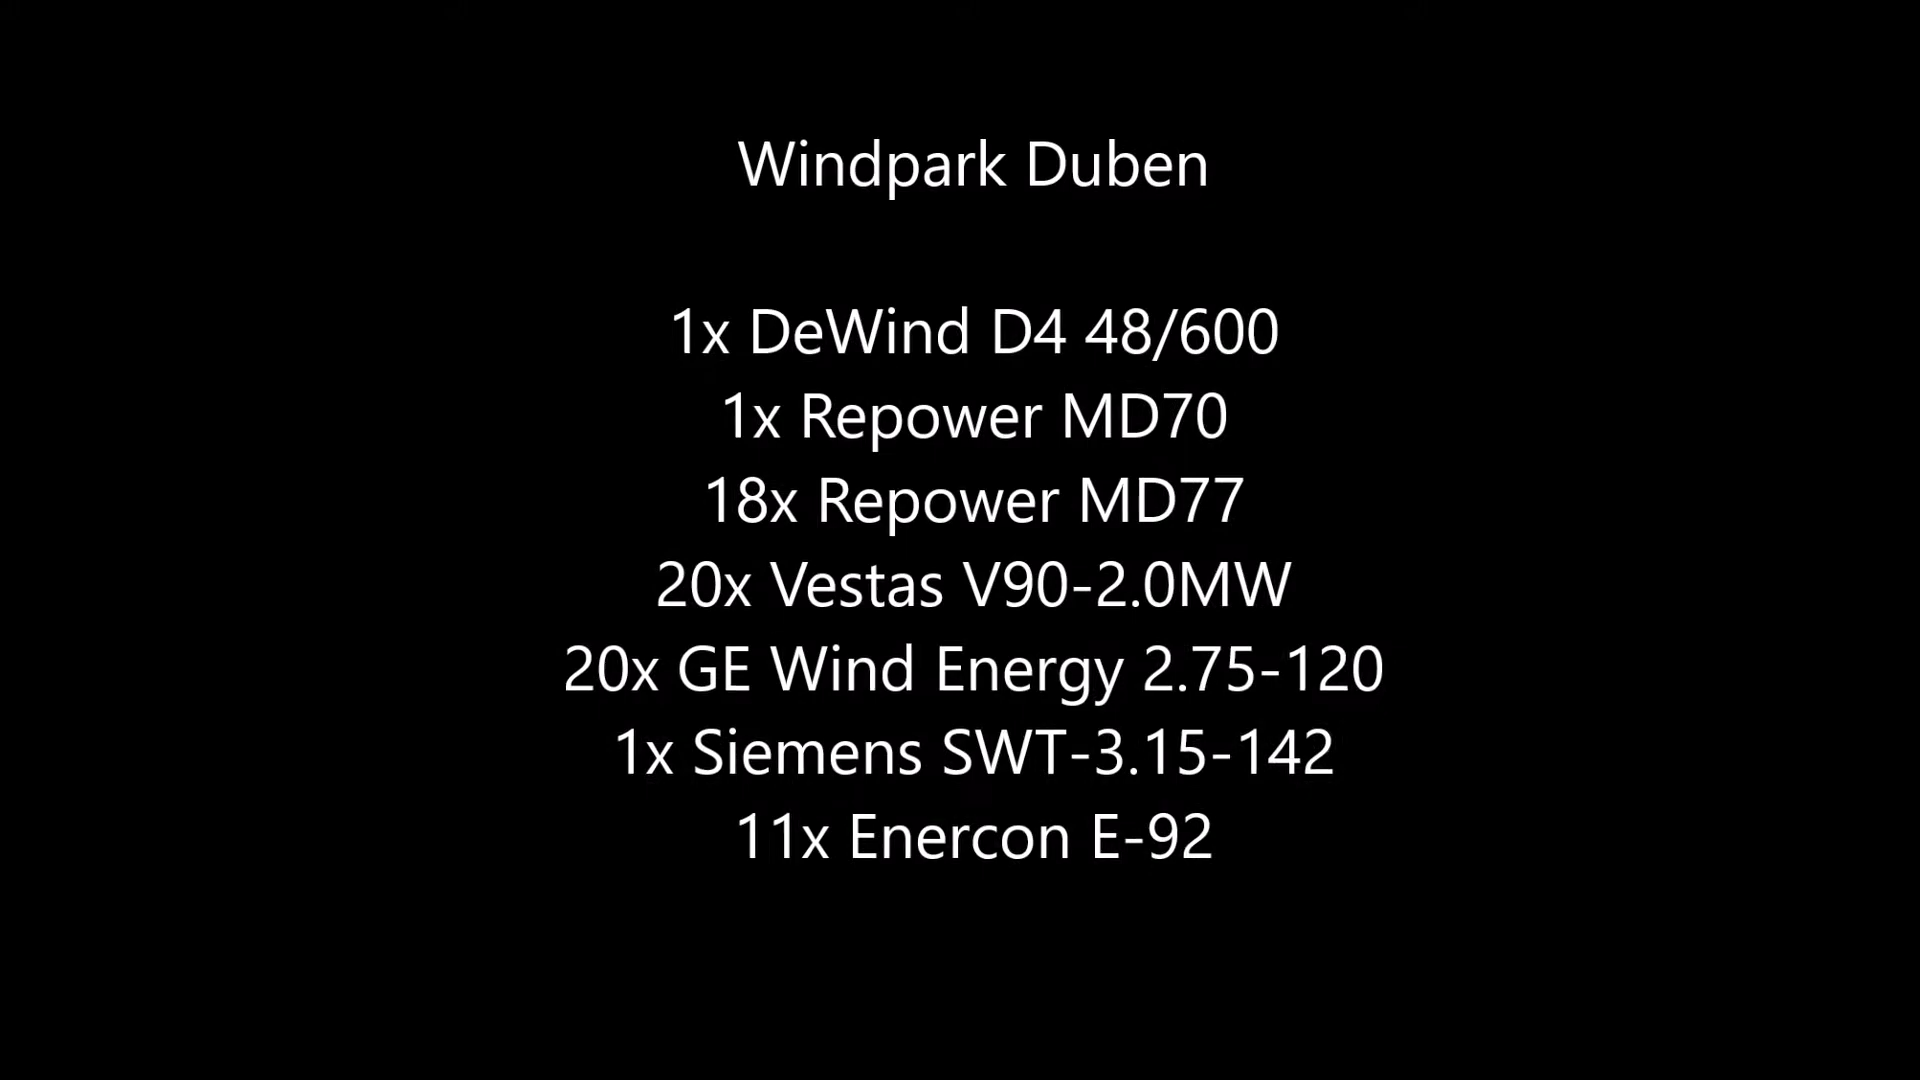 Windpark Duben
1x DeWind D4 48/600
1x Repower MD70
18x Repower MD77
20x Vestas V90-2.0MW
20x GE Wind Energy 2.75-120
1x Siemens SWT-3.15-142
11x Enercon E-92